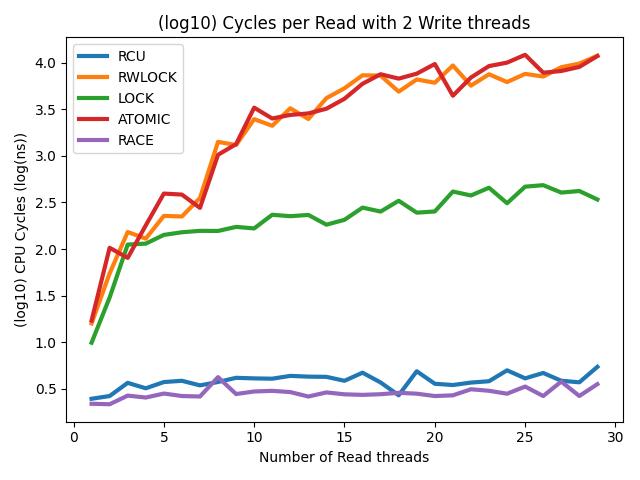 (log10) Cycles per Read with 2 Write threads
(log10) CPU Cycles (log(ns))
4.0
3.5
3.0
2.5
2.0
1.5
1.0
0.5
RCU
RWLOCK
LOCK
ATOMIC
RACE
0 5 10 15 20 25 30
Number of Read threads